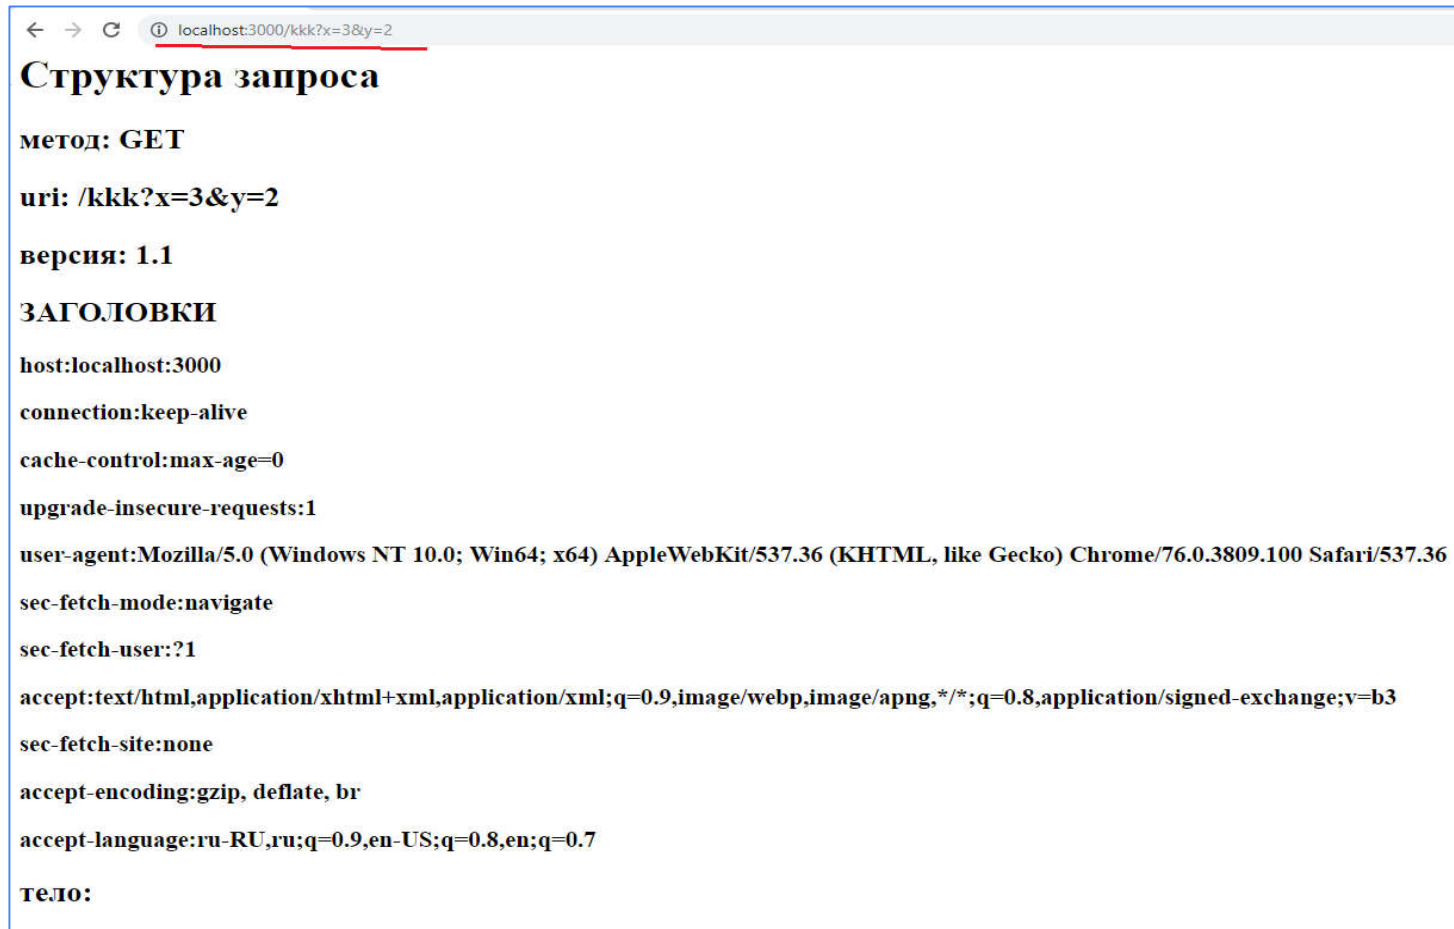 localhost:3000/kkk?x=3&y=2
Структура запроса
метод: GET
uri: /kkk?x=3&y=2
версия: 1.1
ЗАГОЛОВКИ
host:localhost:3000
connection:keep-alive
cache-control:max-age=0
upgrade-insecure-requests:1
user-agent:Mozilla/5.0 (Windows NT 10.0; Win64; x64) AppleWebKit/537.36 (KHTML, like Gecko) Chrome/76.0.3809.100 Safari/537.36
sec-fetch-mode:navigate
sec-fetch-user:?1
accept:text/html,application/xhtml+xml,application/xml;q=0.9,image/webp,image/apng,*/*;q=0.8,application/signed-exchange;v=b3
sec-fetch-site:none
accept-encoding:gzip, deflate, br
accept-language:ru-RU,ru;q=0.9,en-US;q=0.8,en;q=0.7
тело: